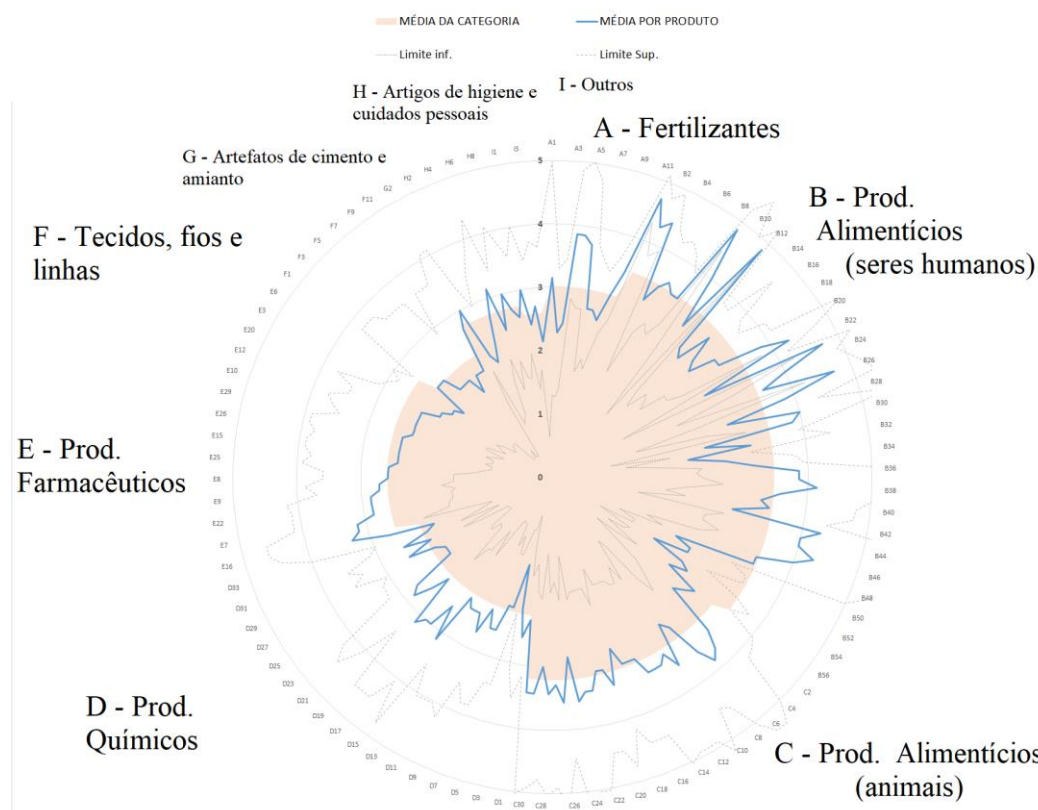 MÉDIA DA CATEGORIA
MÉDIA POR PRODUTO
Limite inf.
Limite Sup.
H - Artigos de higiene e
cuidados pessoais
I - Outros
A - Fertilizantes
G - Artefatos de cimento e
amianto
B - Prod.
Alimentícios
(seres humanos)
F - Tecidos, fios e
linhas
E - Prod.
Farmacêuticos
D - Prod.
Químicos
C - Prod. Alimentícios
(animais)
5
4
3
2
1
0
A1
A3
A5
A7
A9
A11
B2
B4
B6
B8
B10
B12
B14
B16
B18
B20
B22
B24
B26
B28
B30
B32
B34
B36
B38
B40
B42
B44
B46
B48
B50
B52
B54
B56
C2
C4
C6
C8
C10
C12
C14
C16
C18
C20
C22
C24
C26
C28
C30
D1
D3
D5
D7
D9
D11
D13
D15
D17
D19
D21
D23
D25
D27
D29
D31
D33
E16
E7
E22
E9
E8
E25
E15
E26
E29
E10
E12
E20
E3
E6
F1
F3
F5
F7
F9
F11
G2
H2
H4
H6
H8
I1
I3